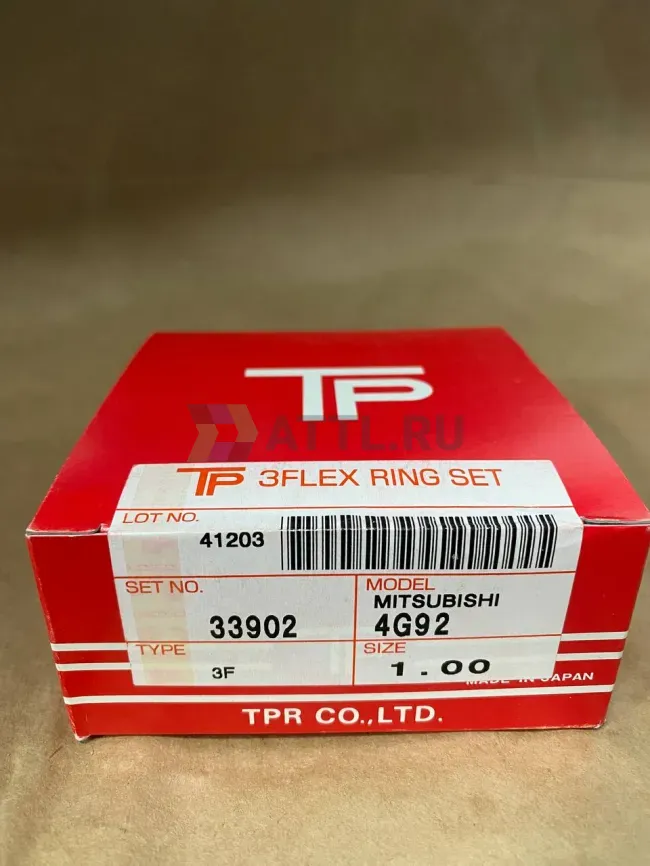 TP
ATTL.RU
TP 3FLEX RING SET
LOT NO.
41203
SET NO.
33902
MODEL
MITSUBISHI
4G92
TYPE
3F
SIZE
1.00
MADE IN JAPAN
TPR CO.,LTD.